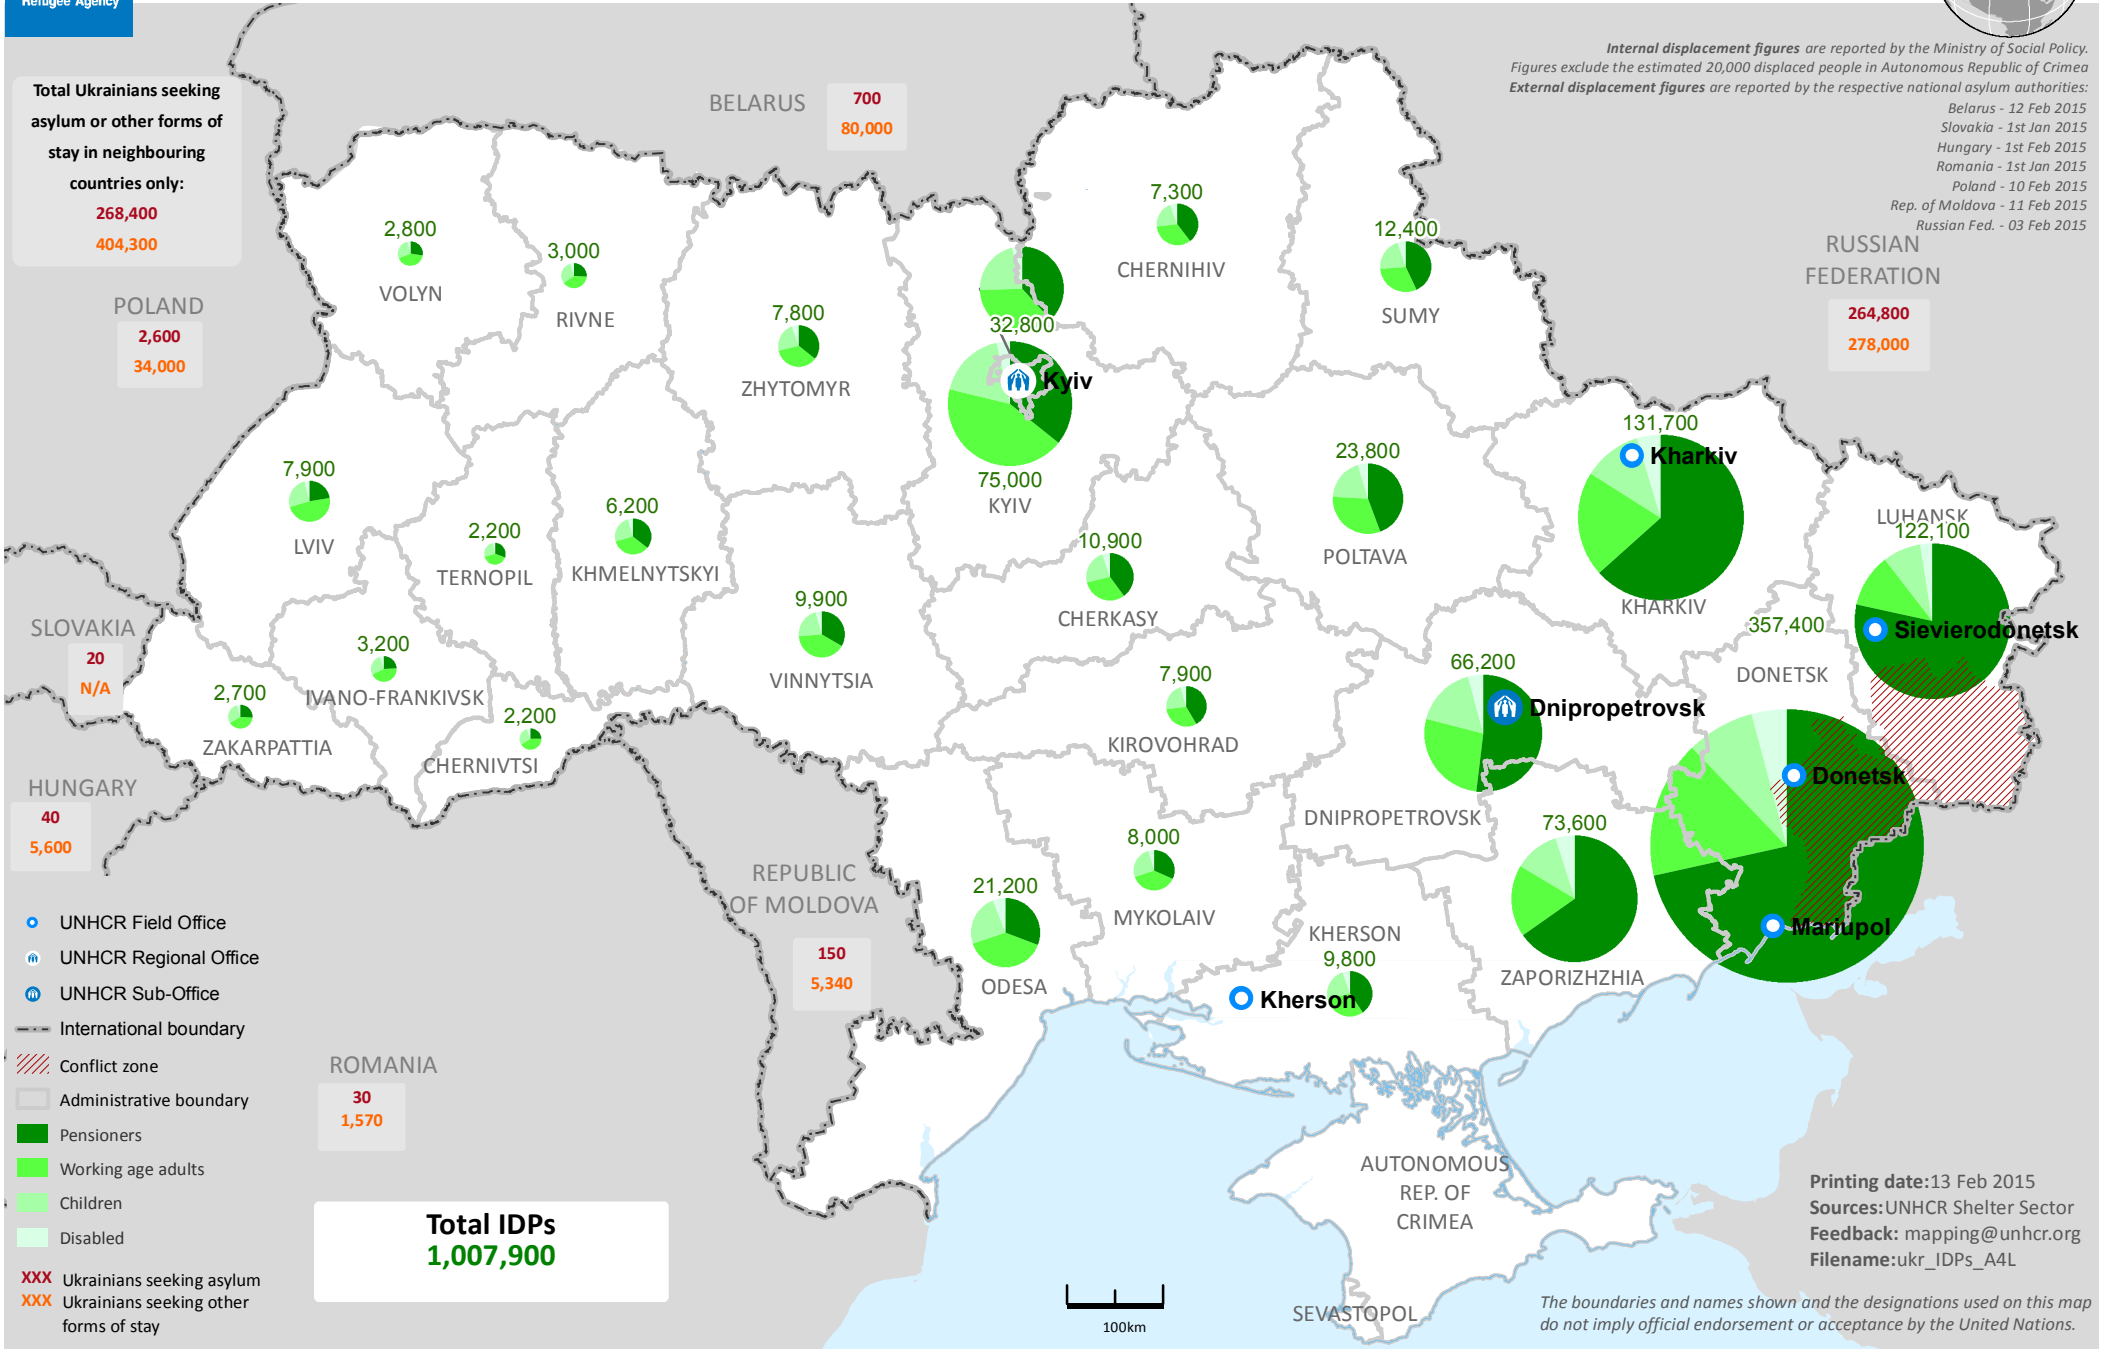 Refugee Agency
Total Ukrainians seeking
asylum or other forms of
stay in neighbouring
countries only:
268,400
404,300
Internal displacement figures are reported by the Ministry of Social Policy.
Figures exclude the estimated 20,000 displaced people in Autonomous Republic of Crimea
External displacement figures are reported by the respective national asylum authorities:
Belarus - 12 Feb 2015
Slovakia - 1st Jan 2015
Hungary - 1st Feb 2015
Romania - 1st Jan 2015
Poland - 10 Feb 2015
Rep. of Moldova - 11 Feb 2015
Russian Fed. - 03 Feb 2015
BELARUS
700
80,000
RUSSIAN
FEDERATION
264,800
278,000
POLAND
2,600
34,000
2,800
VOLYN
3,000
RIVNE
7,800
ZHYTOMYR
7,300
CHERNIHIV
12,400
SUMY
32,800
Kyiv
75,000
KYIV
131,700
Kharkiv
KHARKIV
23,800
POLTAVA
7,900
LVIV
2,200
TERNOPIL
6,200
KHMELNYTSKYI
10,900
CHERKASY
LUHANSK
122,100
Sievierodonetsk
357,400
DONETSK
Donetsk
Mariupol
9,900
VINNYTSIA
3,200
IVANO-FRANKIVSK
2,700
ZAKARPATTIA
2,200
CHERNIVTSI
7,900
KIROVOHRAD
66,200
Dnipropetrovsk
DNIPROPETROVSK
73,600
ZAPORIZHZHIA
8,000
MYKOLAIV
21,200
ODESA
KHERSON
9,800
Kherson
AUTONOMOUS
REP. OF
CRIMEA
SEVASTOPOL
SLOVAKIA
20
N/A
HUNGARY
40
5,600
REPUBLIC
OF MOLDOVA
150
5,340
ROMANIA
30
1,570
UNHCR Field Office
UNHCR Regional Office
UNHCR Sub-Office
International boundary
Conflict zone
Administrative boundary
Pensioners
Working age adults
Children
Disabled
XXX Ukrainians seeking asylum
XXX Ukrainians seeking other
forms of stay
Total IDPs
1,007,900
100km
Printing date:13 Feb 2015
Sources:UNHCR Shelter Sector
Feedback: mapping@unhcr.org
Filename:ukr_IDPs_A4L
The boundaries and names shown and the designations used on this map
do not imply official endorsement or acceptance by the United Nations.